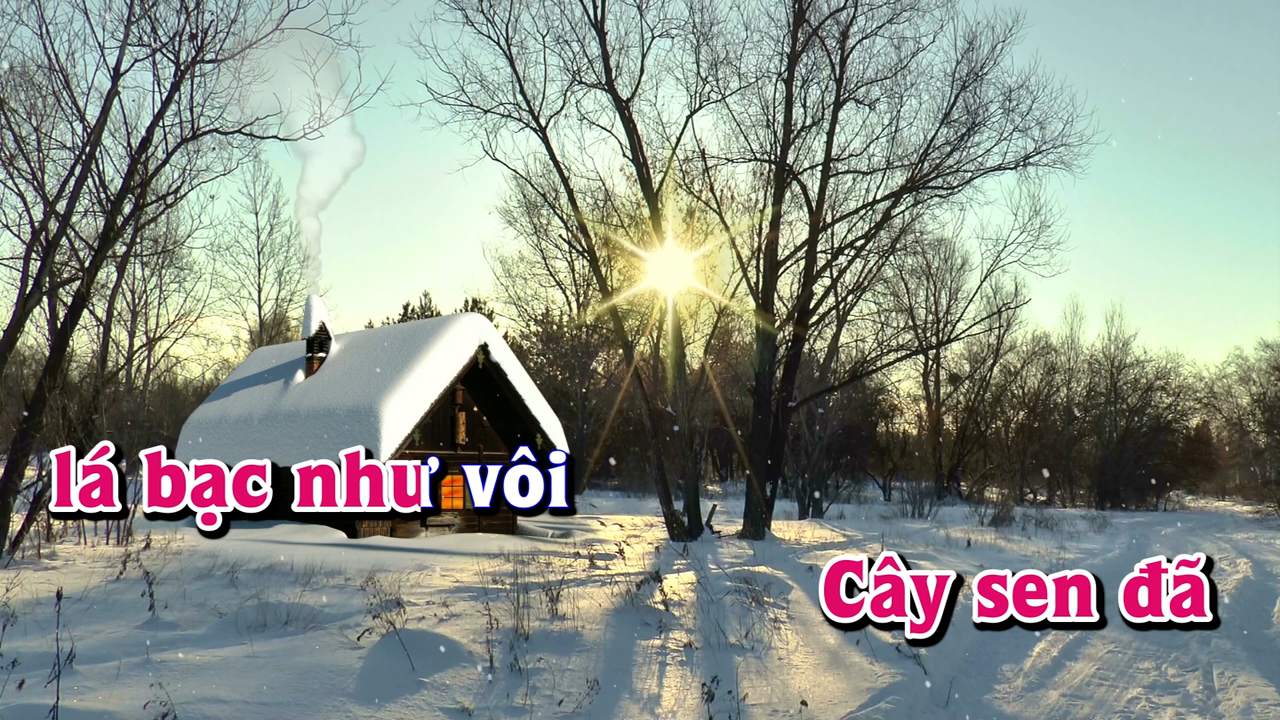 lá bạc như vôi
Cây sen đã